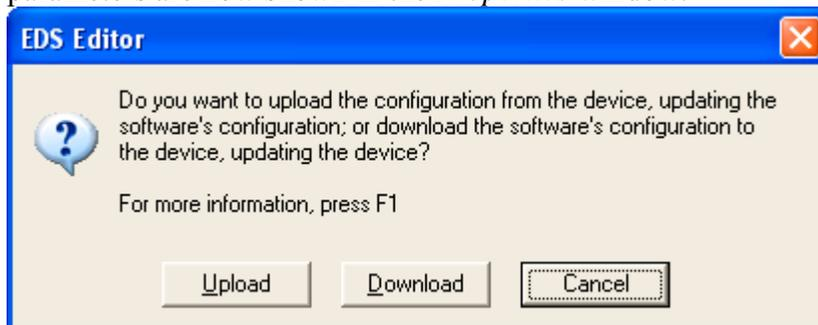 EDS Editor
Do you want to upload the configuration from the device, updating the
software's configuration; or download the software's configuration to
the device, updating the device?
For more information, press F1
Upload Download Cancel